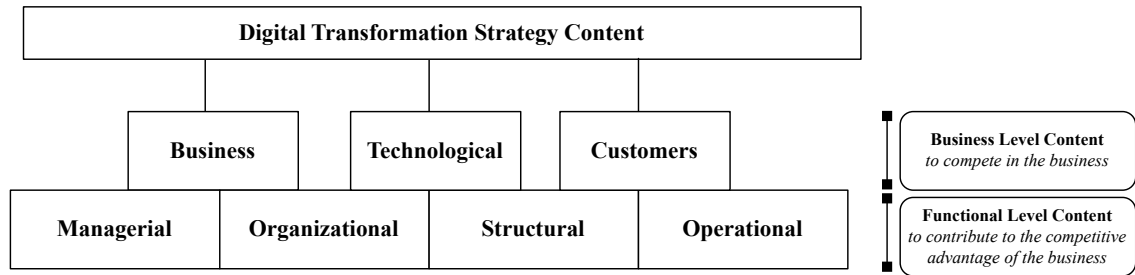 Digital Transformation Strategy Content
Business
Technological
Customers
Business Level Content
to compete in the business
Managerial
Organizational
Structural
Operational
Functional Level Content
to contribute to the competitive
advantage of the business